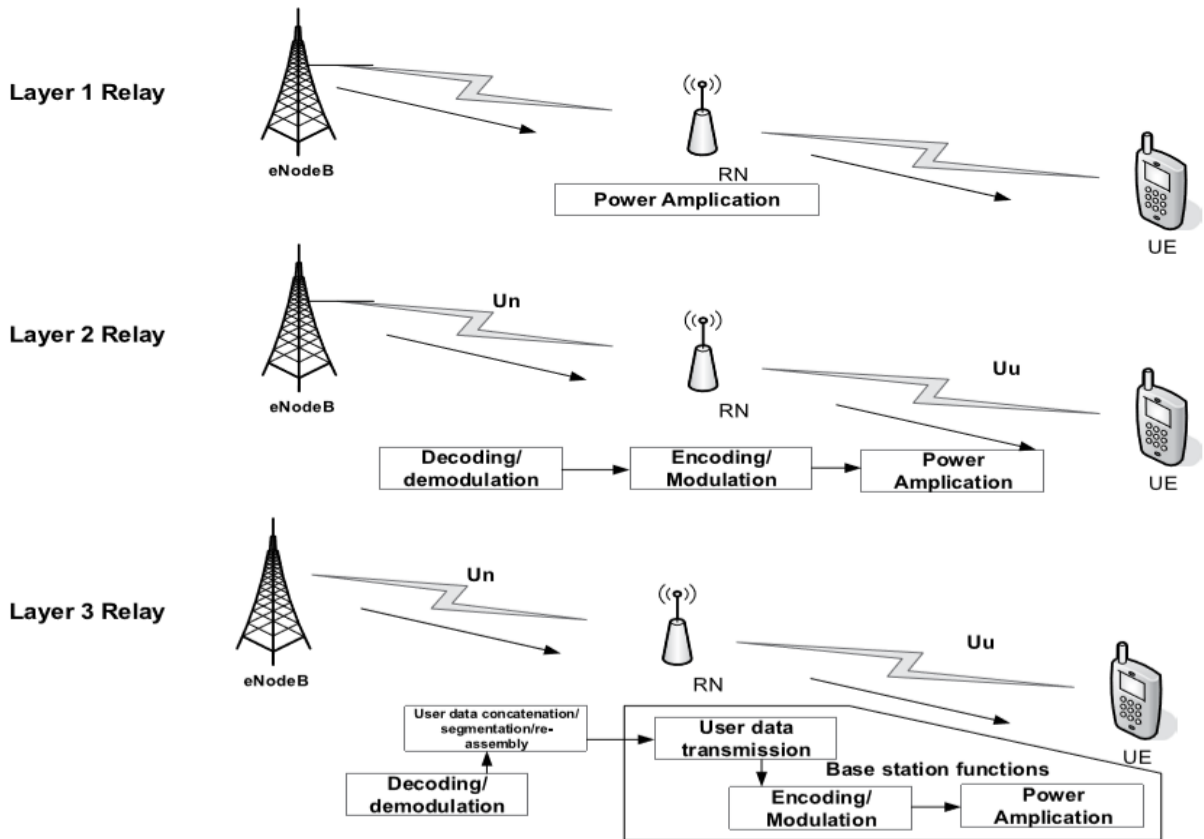 Layer 1 Relay
eNodeB
RN
Power Amplication
UE
Layer 2 Relay
Un
eNodeB
RN
Uu
UE
Decoding/
demodulation
Encoding/
Modulation
Power
Amplication
Layer 3 Relay
Un
eNodeB
RN
Uu
UE
User data concatenation/
segmentation/re-
assembly
Decoding/
demodulation
User data
transmission
Base station functions
Encoding/
Modulation
Power
Amplication